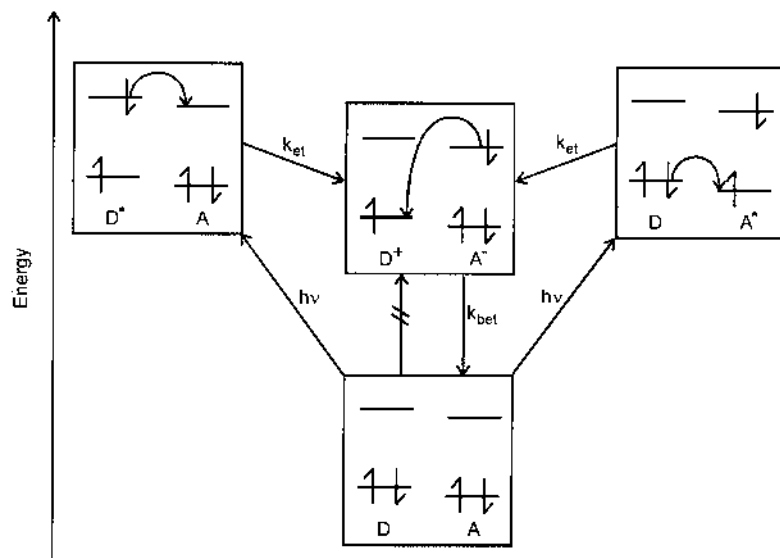 Energy
D* A
k_et
D+ A-
k_et
D A*
hν
k_bet
hν
D A